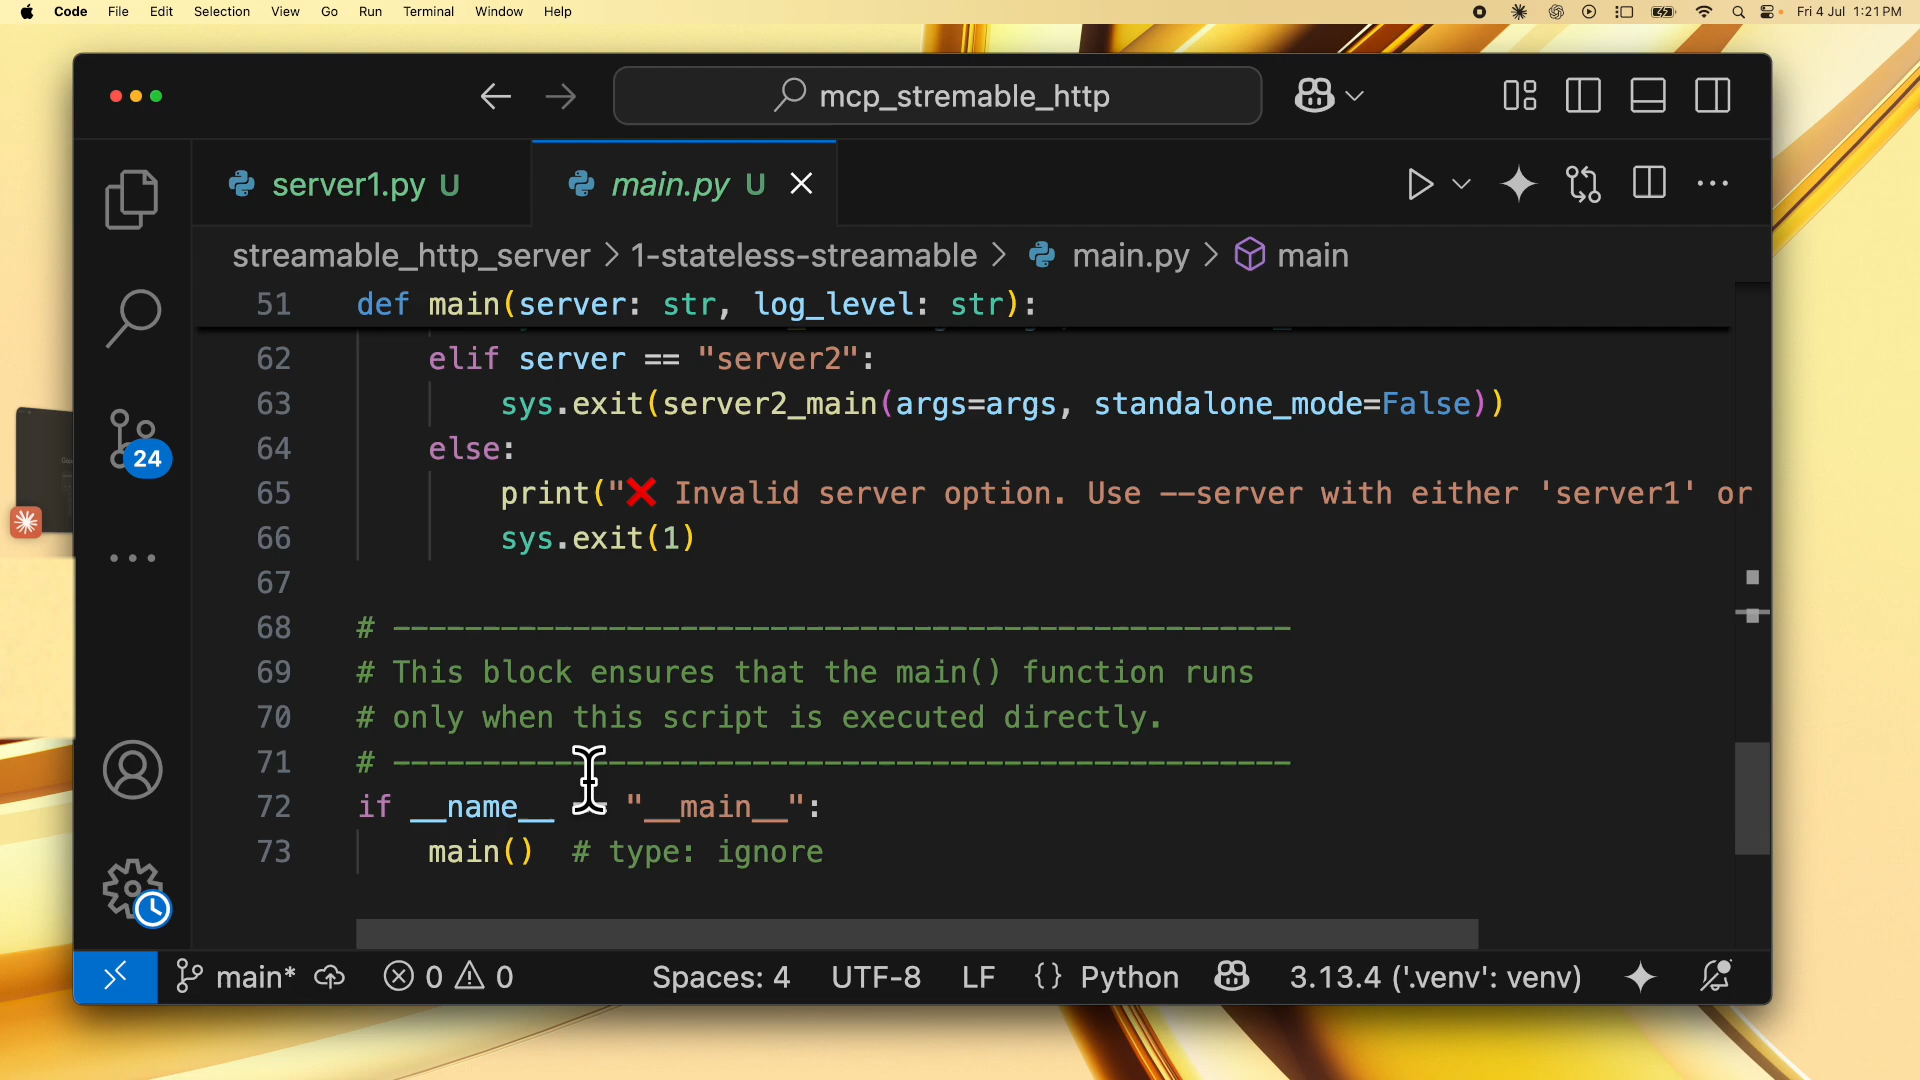 Code File Edit Selection View Go Run Terminal Window Help Fri 4 Jul 1:21 PM
mcp_stremable_http
server1.py U main.py U
streamable_http_server > 1-stateless-streamable > main.py > main
51 def main(server: str, log_level: str):
62 elif server == "server2":
63 sys.exit(server2_main(args=args, standalone_mode=False))
64 else:
65 print("❌ Invalid server option. Use --server with either 'server1' or
66 sys.exit(1)
67
68 # --------------------------------------------------
69 # This block ensures that the main() function runs
70 # only when this script is executed directly.
71 # --------------------------------------------------
72 if __name__ == "__main__":
73 main() # type: ignore
24
main* 0 0 Spaces: 4 UTF-8 LF {} Python 3.13.4 ('.venv': venv)